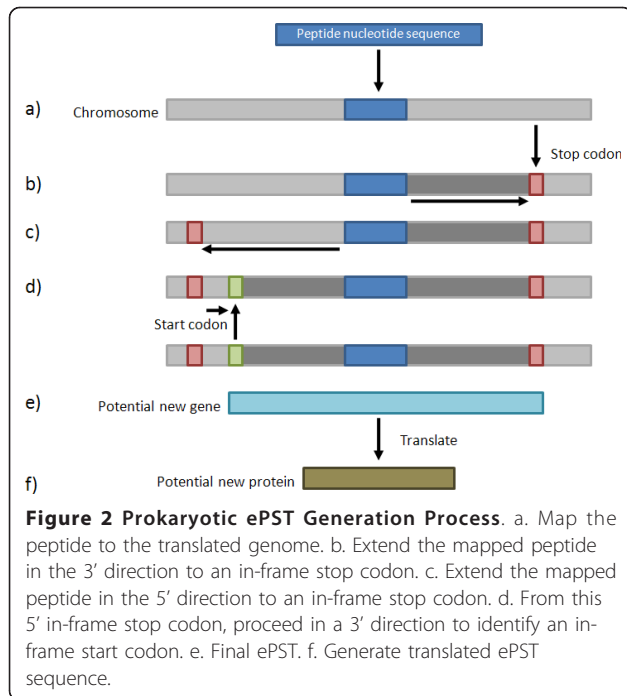 Peptide nucleotide sequence
a)
Chromosome
Stop codon
b)
c)
d)
Start codon
e)
Potential new gene
Translate
f)
Potential new protein
Figure 2 Prokaryotic ePST Generation Process. a. Map the
peptide to the translated genome. b. Extend the mapped peptide
in the 3' direction to an in-frame stop codon. c. Extend the mapped
peptide in the 5' direction to an in-frame stop codon. d. From this
5' in-frame stop codon, proceed in a 3' direction to identify an in-
frame start codon. e. Final ePST. f. Generate translated ePST
sequence.